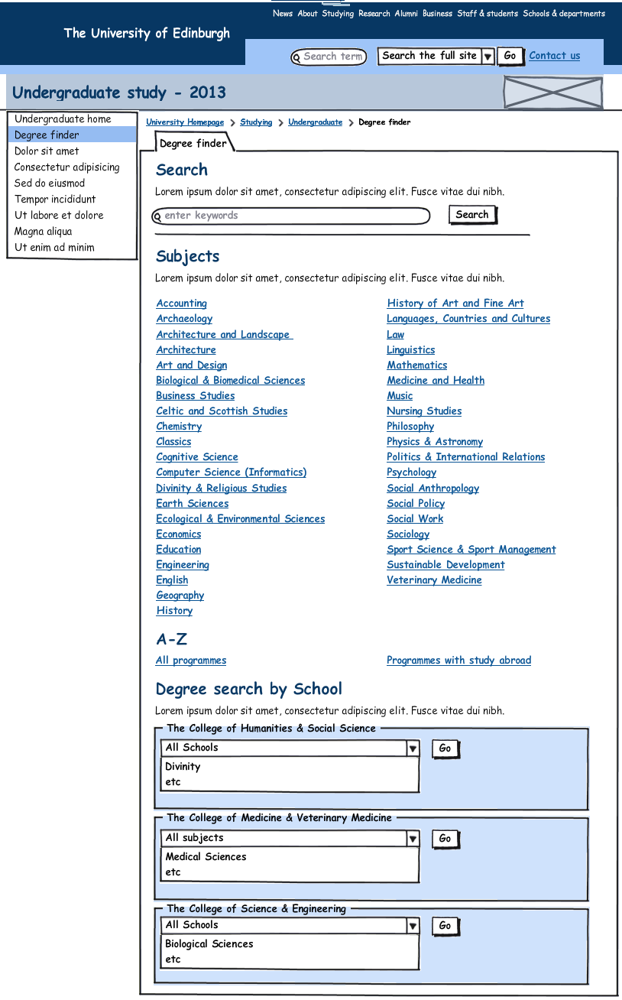 News About Studying Research Alumni Business Staff & students Schools & departments
The University of Edinburgh
Search term Search the full site Go Contact us
Undergraduate study - 2013
Undergraduate home
Degree finder
Dolor sit amet
Consectetur adipisicing
Sed do eiusmod
Tempor incididunt
Ut labore et dolore
Magna aliqua
Ut enim ad minim
University Homepage Studying Undergraduate Degree finder
Degree finder
Search
Lorem ipsum dolor sit amet, consectetur adipiscing elit. Fusce vitae dui nibh.
enter keywords Search
Subjects
Lorem ipsum dolor sit amet, consectetur adipiscing elit. Fusce vitae dui nibh.
Accounting
Archaeology
Architecture and Landscape
Architecture
Art and Design
Biological & Biomedical Sciences
Business Studies
Celtic and Scottish Studies
Chemistry
Classics
Cognitive Science
Computer Science (Informatics)
Divinity & Religious Studies
Earth Sciences
Ecological & Environmental Sciences
Economics
Education
Engineering
English
Geography
History
History of Art and Fine Art
Languages, Countries and Cultures
Law
Linguistics
Mathematics
Medicine and Health
Music
Nursing Studies
Philosophy
Physics & Astronomy
Politics & International Relations
Psychology
Social Anthropology
Social Policy
Social Work
Sociology
Sport Science & Sport Management
Sustainable Development
Veterinary Medicine
A-Z
All programmes Programmes with study abroad
Degree search by School
Lorem ipsum dolor sit amet, consectetur adipiscing elit. Fusce vitae dui nibh.
The College of Humanities & Social Science
All Schools Go
Divinity
etc
The College of Medicine & Veterinary Medicine
All subjects Go
Medical Sciences
etc
The College of Science & Engineering
All Schools Go
Biological Sciences
etc